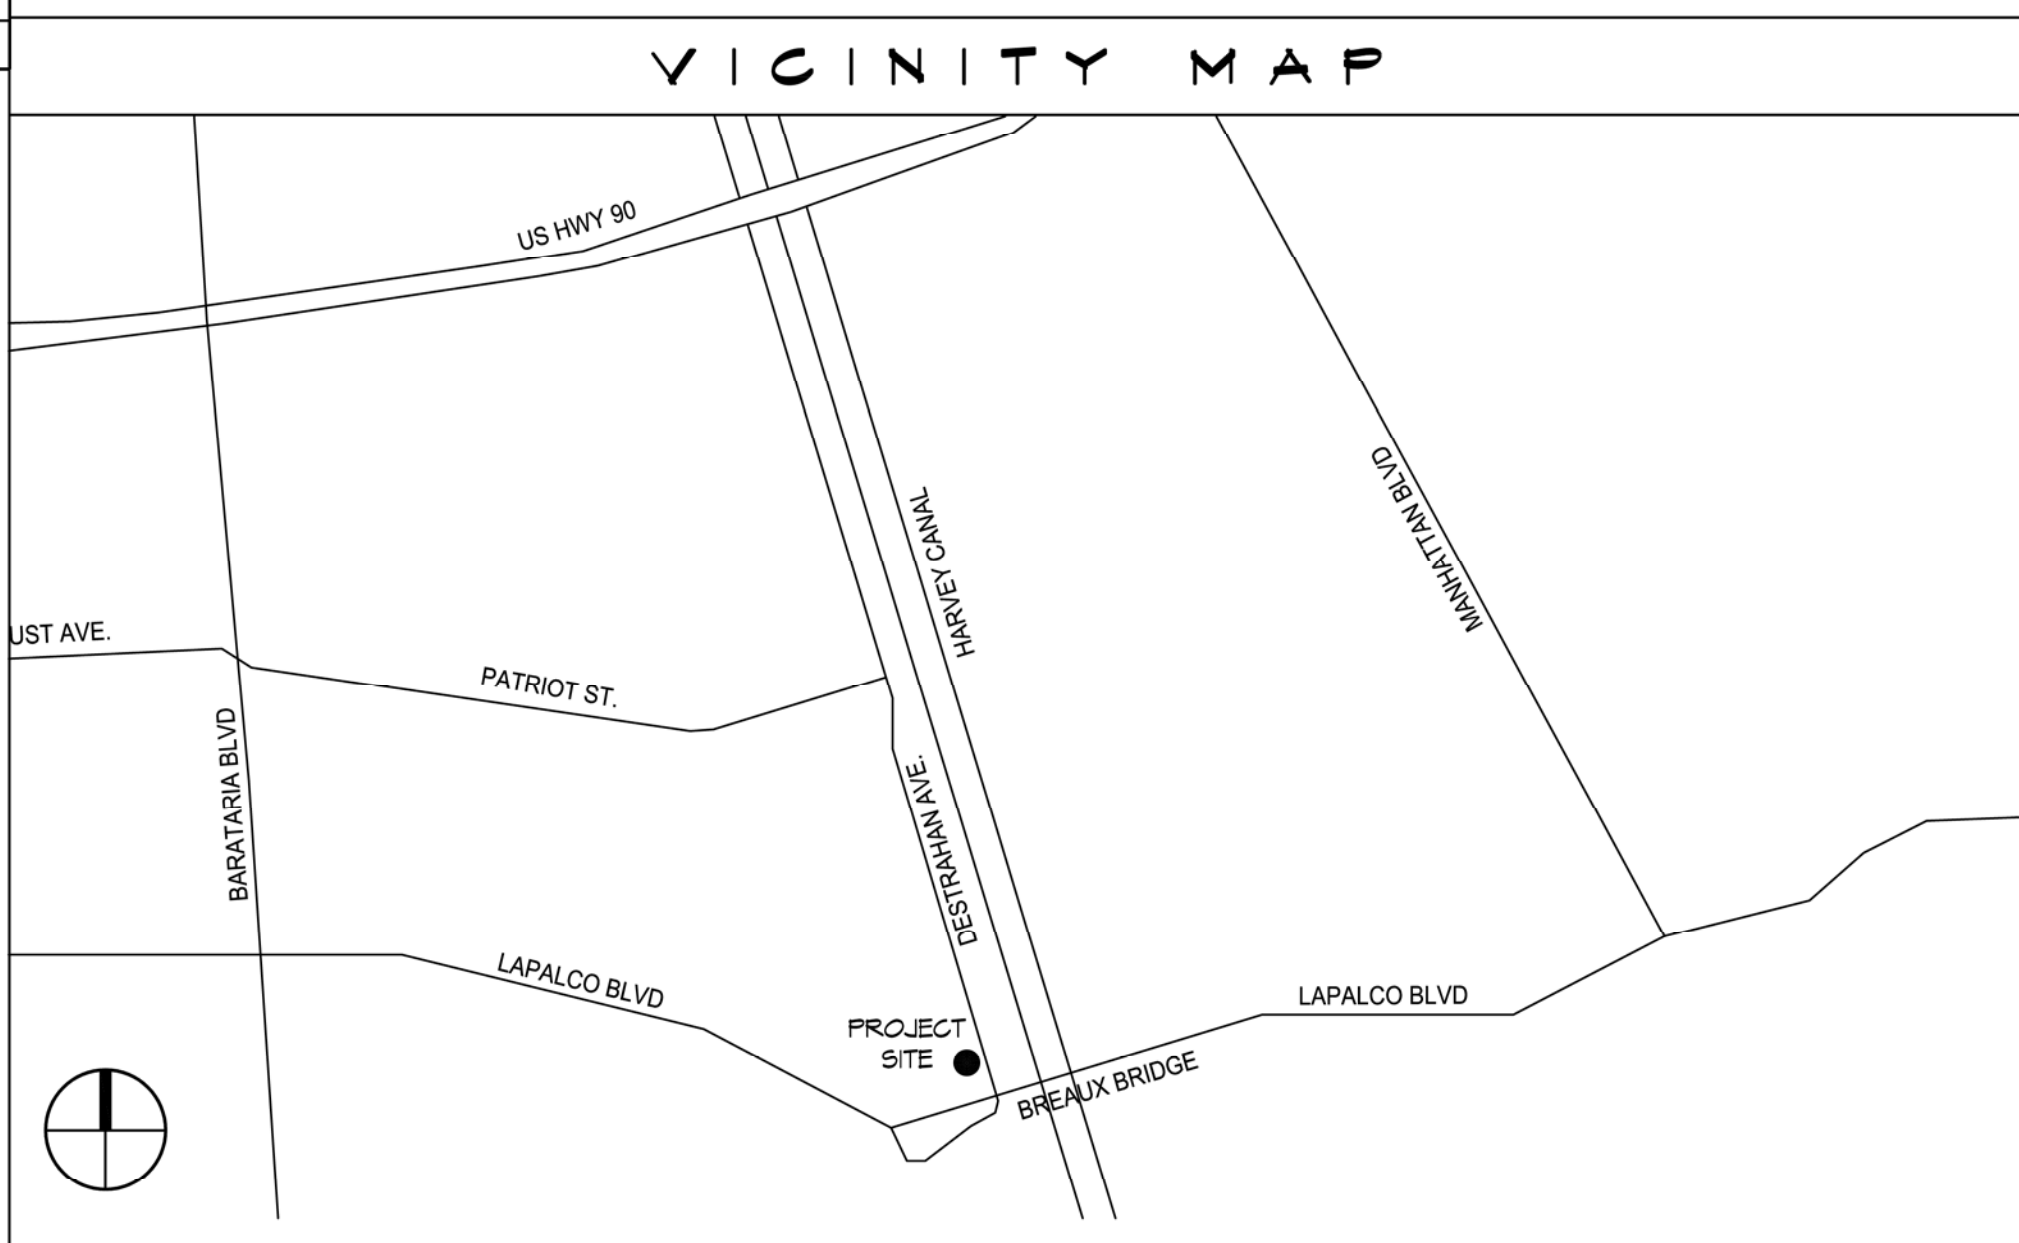 VICINITY MAP
US HWY 90
HARVEY CANAL
MANHATTAN BLVD
UST AVE.
PATRIOT ST.
BARATARIA BLVD
DESTRAHAN AVE.
LAPALCO BLVD
LAPALCO BLVD
PROJECT
SITE
BREAUX BRIDGE